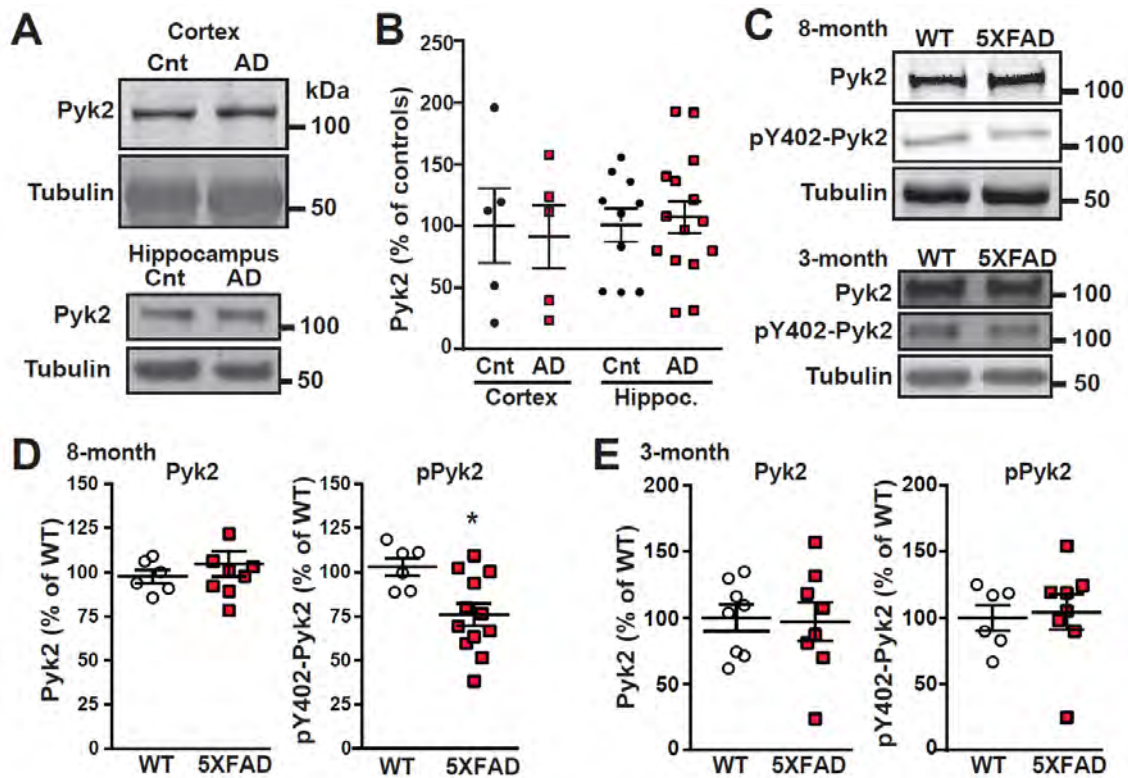 A
Cortex
Cnt AD
kDa
Pyk2
100
Tubulin
50
Hippocampus
Cnt AD
Pyk2
100
Tubulin
50
B
Pyk2 (% of controls)
250
200
150
100
50
0
Cnt AD Cnt AD
Cortex Hippoc.
C
8-month
WT 5XFAD
Pyk2
100
pY402-Pyk2
100
Tubulin
50
3-month
WT 5XFAD
Pyk2
100
pY402-Pyk2
100
Tubulin
50
D
8-month
Pyk2
Pyk2 (% of WT)
150
125
100
75
50
25
0
WT 5XFAD
pPyk2
pY402-Pyk2 (% of WT)
150
125
100
75
50
25
0
*
WT 5XFAD
E
3-month
Pyk2
Pyk2 (% of WT)
200
150
100
50
0
WT 5XFAD
pPyk2
pY402-Pyk2 (% of WT)
200
150
100
50
0
WT 5XFAD